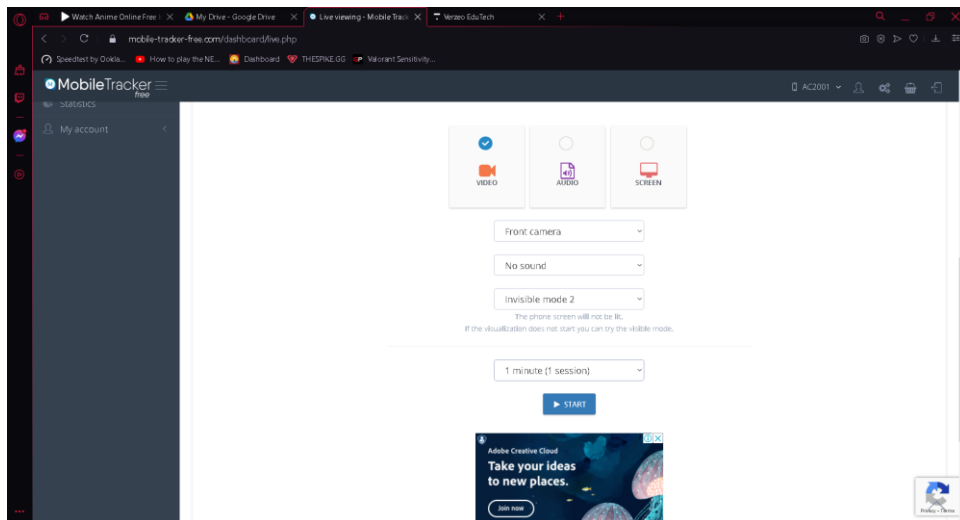 Watch Anime Online Free
My Drive - Google Drive
Live viewing - Mobile Track
Verzeo EduTech
mobile-tracker-free.com/dashboard/live.php
Speedtest by Ookla...
How to play the NE...
Dashboard
THESPIKE.GG
Valorant Sensitivity...
MobileTracker
free
AC2001
Statistics
My account
VIDEO
AUDIO
SCREEN
Front camera
No sound
Invisible mode 2
The phone screen will not be lit.
If the visualization does not start you can try the visible mode.
1 minute (1 session)
START
Adobe Creative Cloud
Take your ideas
to new places.
Join now
Privacy - Terms